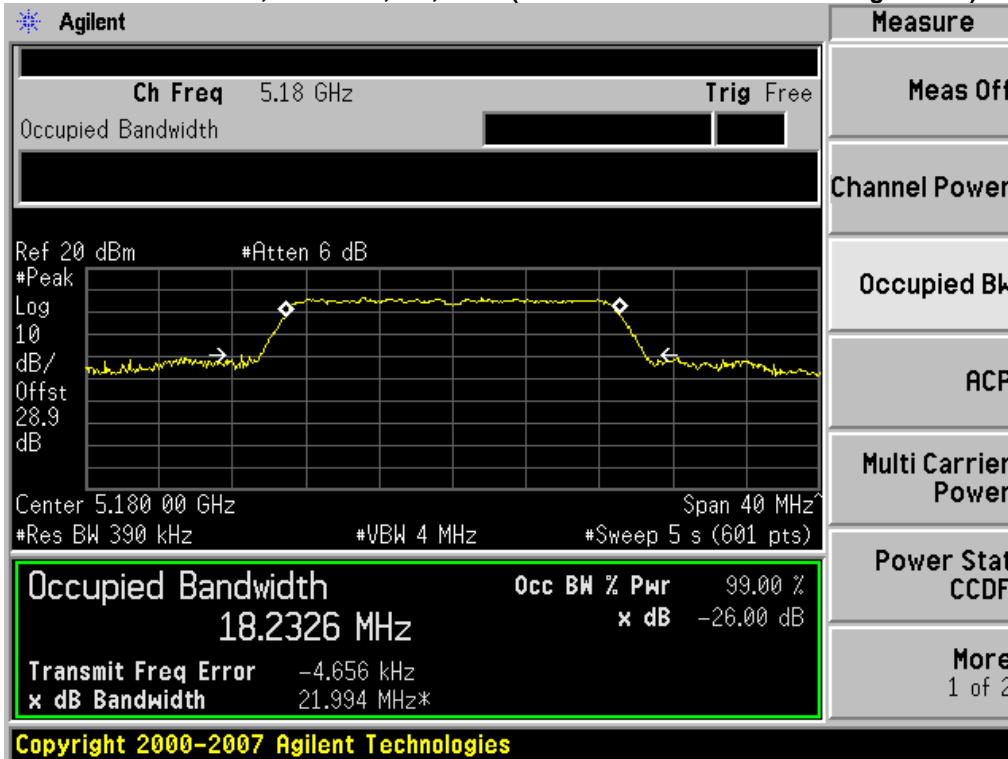 Agilent
Measure
Ch Freq 5.18 GHz Trig Free
Occupied Bandwidth
Meas Off
Channel Power
Occupied BW
ACP
Multi Carrier
Power
Power Stat
CCDF
More
1 of 2
Ref 20 dBm #Atten 6 dB
#Peak
Log
10
dB/
Offst
28.9
dB
Center 5.180 00 GHz Span 40 MHz^
#Res BW 390 kHz #VBW 4 MHz #Sweep 5 s (601 pts)
Occupied Bandwidth
18.2326 MHz
Occ BW % Pwr 99.00 %
x dB -26.00 dB
Transmit Freq Error -4.656 kHz
x dB Bandwidth 21.994 MHz*
Copyright 2000-2007 Agilent Technologies